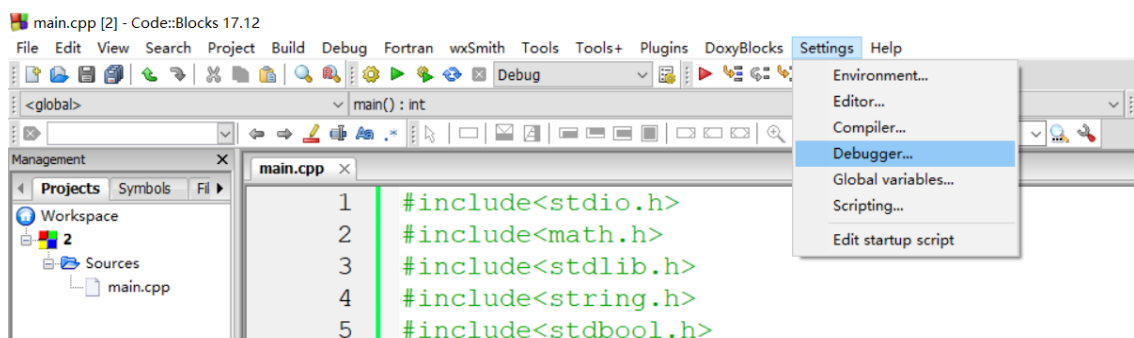 main.cpp [2] - Code::Blocks 17.12
File Edit View Search Project Build Debug Fortran wxSmith Tools Tools+ Plugins DoxyBlocks Settings Help
Debug
<global>
main() : int
Management
Projects Symbols Fil
Workspace
2
Sources
main.cpp
main.cpp
1 #include<stdio.h>
2 #include<math.h>
3 #include<stdlib.h>
4 #include<string.h>
5 #include<stdbool.h>
Environment...
Editor...
Compiler...
Debugger...
Global variables...
Scripting...
Edit startup script